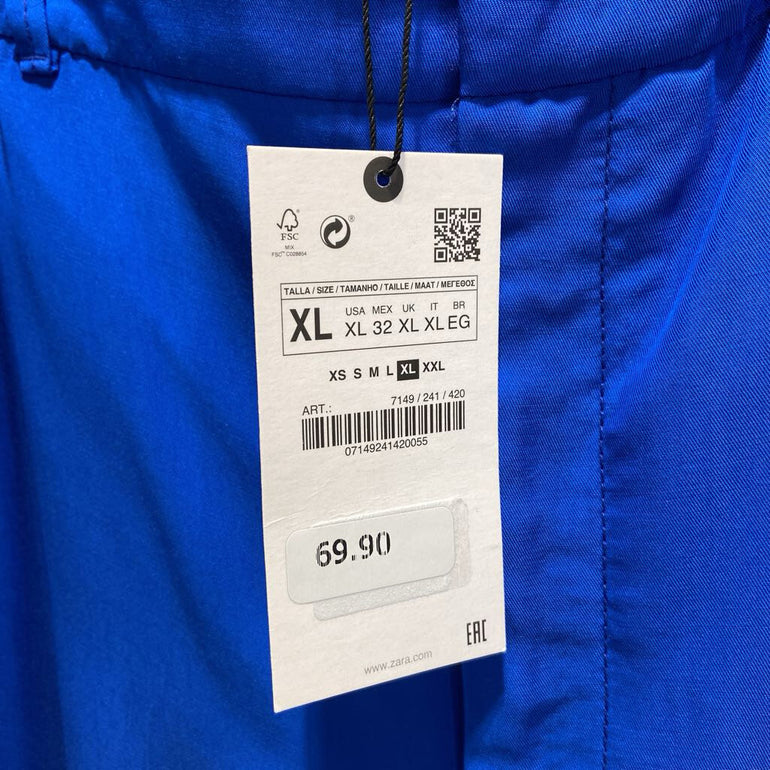 FSC
MIX
FSC™ C028854
®
TALLA / SIZE / TAMANHO / TAILLE / MAAT / ΜΕΓΕΘΟΣ
XL
USA MEX UK IT BR
XL 32 XL XL EG
XS S M L XL XXL
7149 / 241 / 420
ART.:
07149241420055
69.90
EAC
www.zara.com